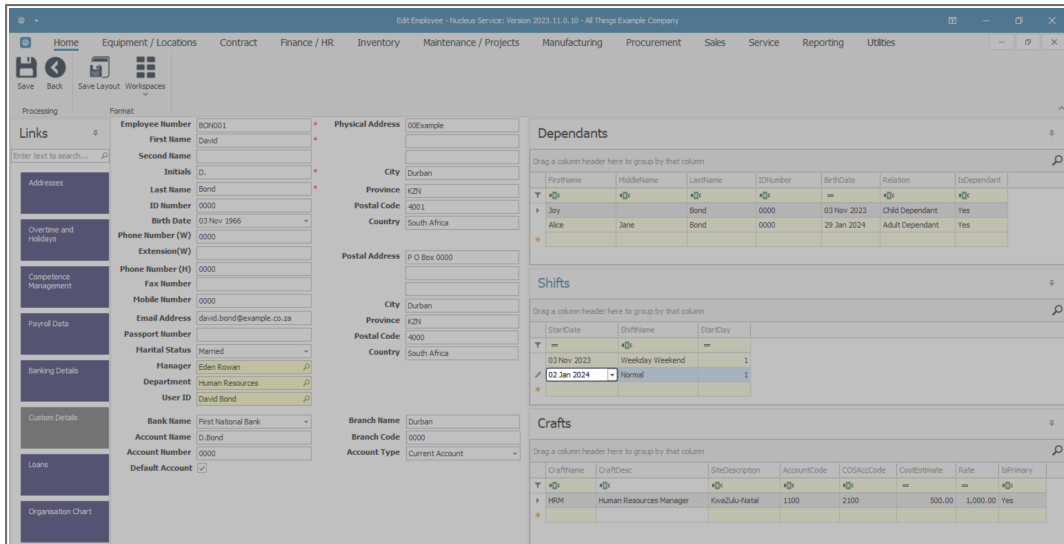 Edit Employee - Nucleus Service: Version 2023.11.0.10 - All Things Example Company
Home Equipment / Locations Contract Finance / HR Inventory Maintenance / Projects Manufacturing Procurement Sales Service Reporting Utilities
Save Back Save Layout Workspaces
Processing Format
Links
Enter text to search...
Addresses
Overtime and
Holidays
Competence
Management
Payroll Data
Banking Details
Custom Details
Loans
Organisation Chart
Employee Number BON001 *
First Name David *
Second Name
Initials D. *
Last Name Bond *
ID Number 0000
Birth Date 03 Nov 1966
Phone Number (W) 0000
Extension(W)
Phone Number (H) 0000
Fax Number
Mobile Number 0000
Email Address david.bond@example.co.za
Passport Number
Marital Status Married
Manager Eden Rowan
Department Human Resources
User ID David Bond
Bank Name First National Bank
Account Name D.Bond
Account Number 0000
Default Account
Physical Address 00Example
City Durban
Province KZN
Postal Code 4001
Country South Africa
Postal Address P O Box 0000
City Durban
Province KZN
Postal Code 4000
Country South Africa
Branch Name Durban
Branch Code 0000
Account Type Current Account
Dependants
Drag a column header here to group by that column
FirstName MiddleName LastName IDNumber BirthDate Relation IsDependant
=
Joy Bond 0000 03 Nov 2023 Child Dependant Yes
Alice Jane Bond 0000 29 Jan 2024 Adult Dependant Yes
Shifts
Drag a column header here to group by that column
StartDate ShiftName StartDay
= =
03 Nov 2023 Weekday Weekend 1
02 Jan 2024 Normal 1
Crafts
Drag a column header here to group by that column
CraftName CraftDesc SiteDescription AccountCode COSAccCode CostEstimate Rate IsPrimary
= =
HRM Human Resources Manager KwaZulu-Natal 1100 2100 500.00 1,000.00 Yes